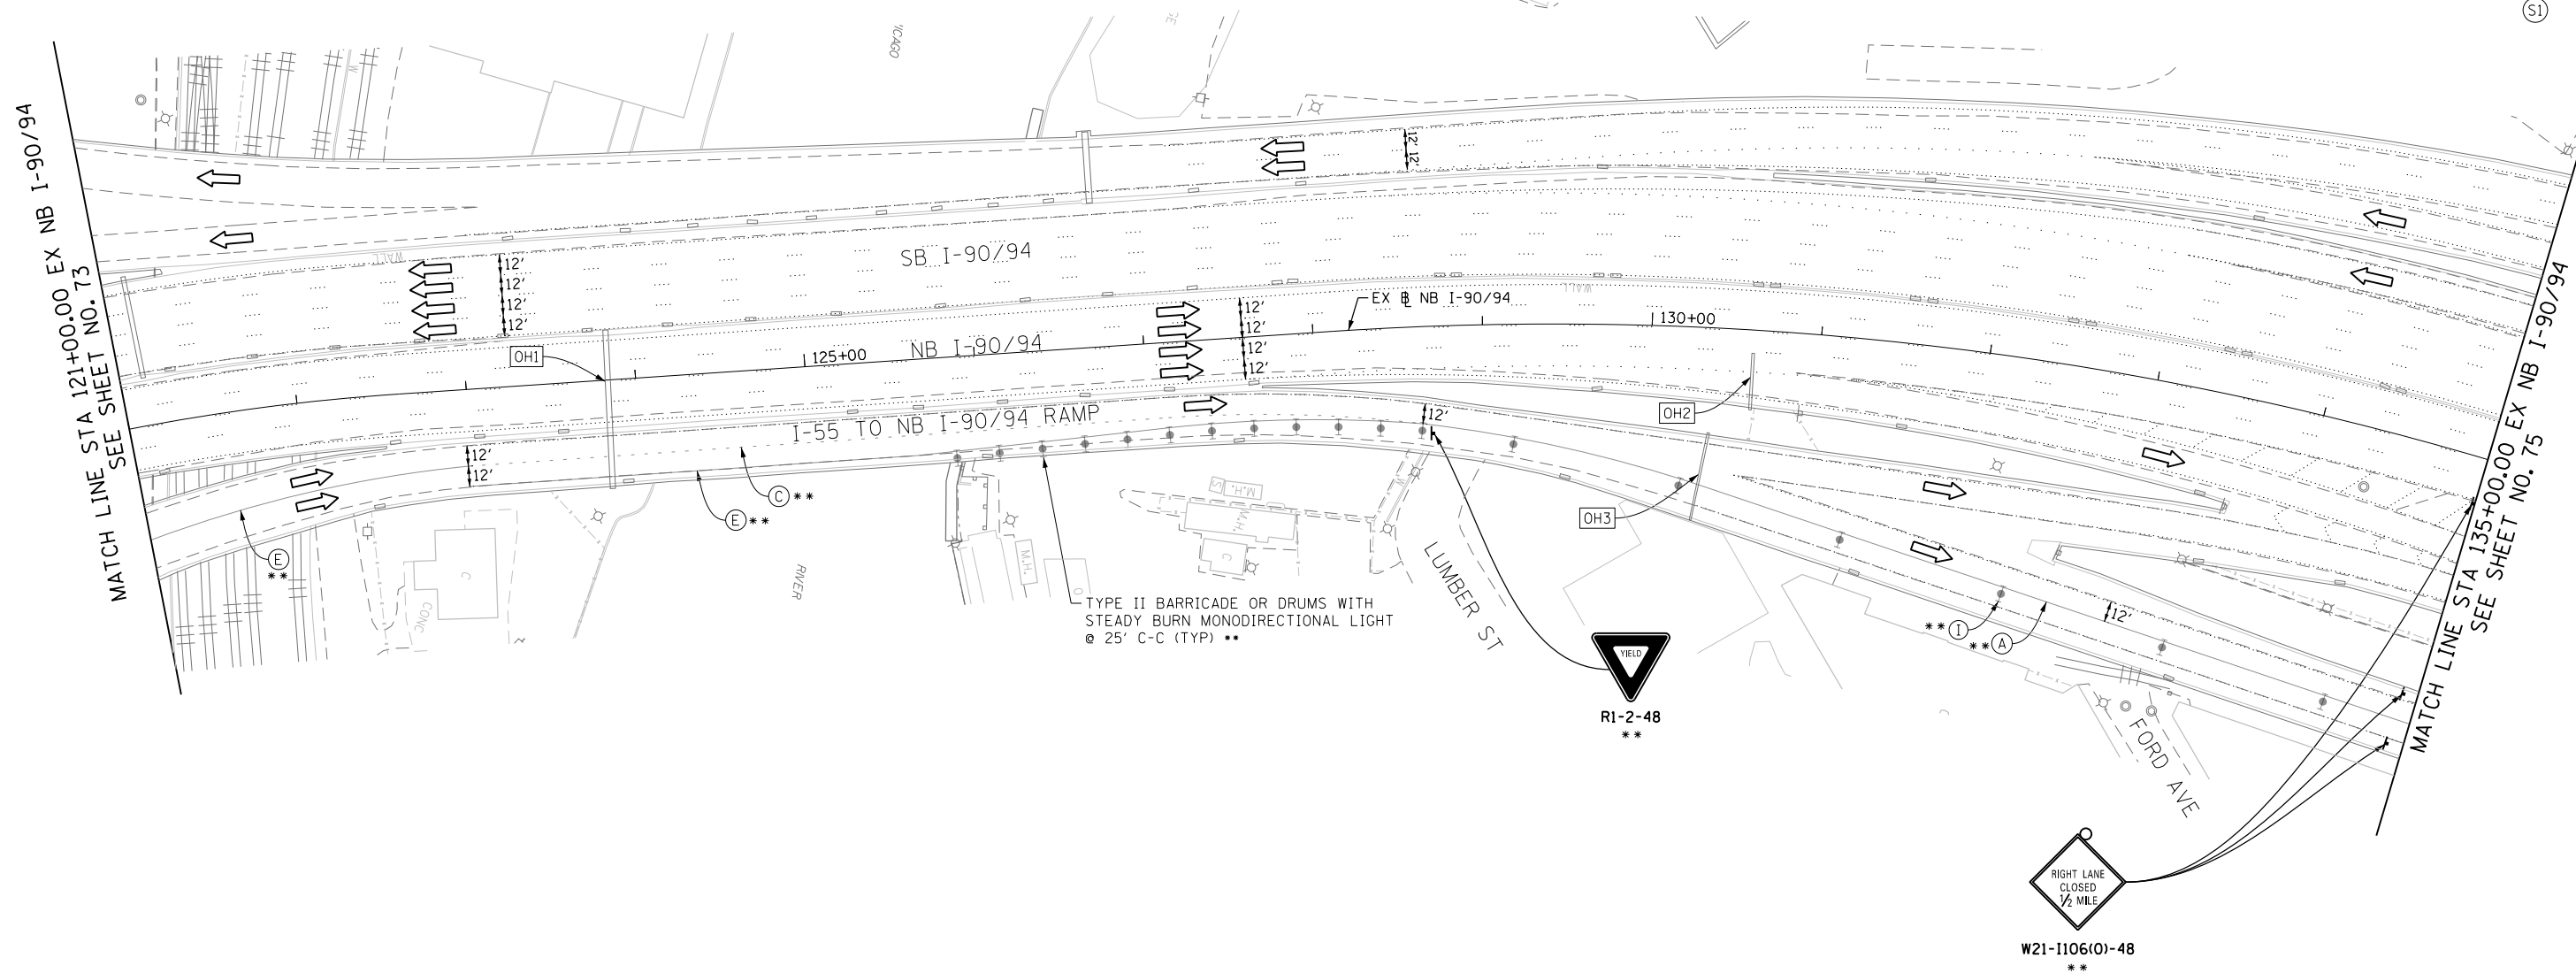 S1
MATCH LINE STA 121+00.00 EX NB I-90/94
SEE SHEET NO. 73
WALL
12'
12'
12'
12'
SB I-90/94
12'
12'
EX B NB I-90/94
WALL
130+00
12'
12'
12'
12'
OH1
125+00
NB I-90/94
OH2
I-55 TO NB I-90/94 RAMP
12'
12'
12'
OH3
C **
E **
E
**
M.H.
M.H.
M.H.
C
C
CONC
RIVER
LUMBER ST
TYPE II BARRICADE OR DRUMS WITH
STEADY BURN MONODIRECTIONAL LIGHT
@ 25' C-C (TYP) **
YIELD
R1-2-48
**
** I
** A
12'
FORD AVE
MATCH LINE STA 135+00.00 EX NB I-90/94
SEE SHEET NO. 75
RIGHT LANE
CLOSED
1/2 MILE
W21-I106(O)-48
**